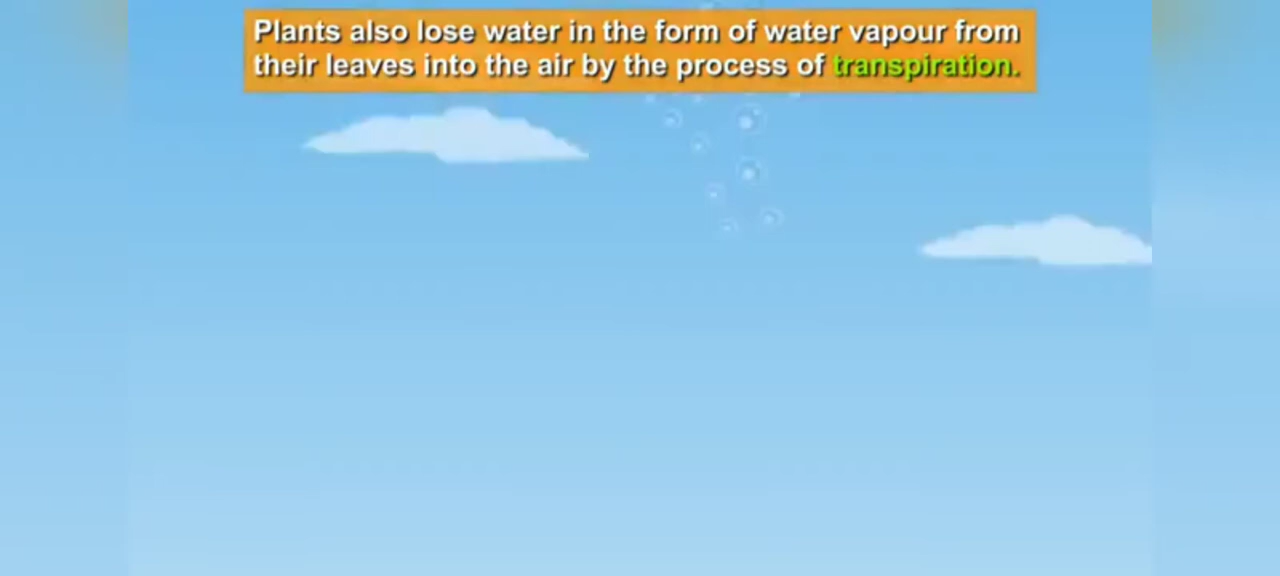 Plants also lose water in the form of water vapour from
their leaves into the air by the process of transpiration.